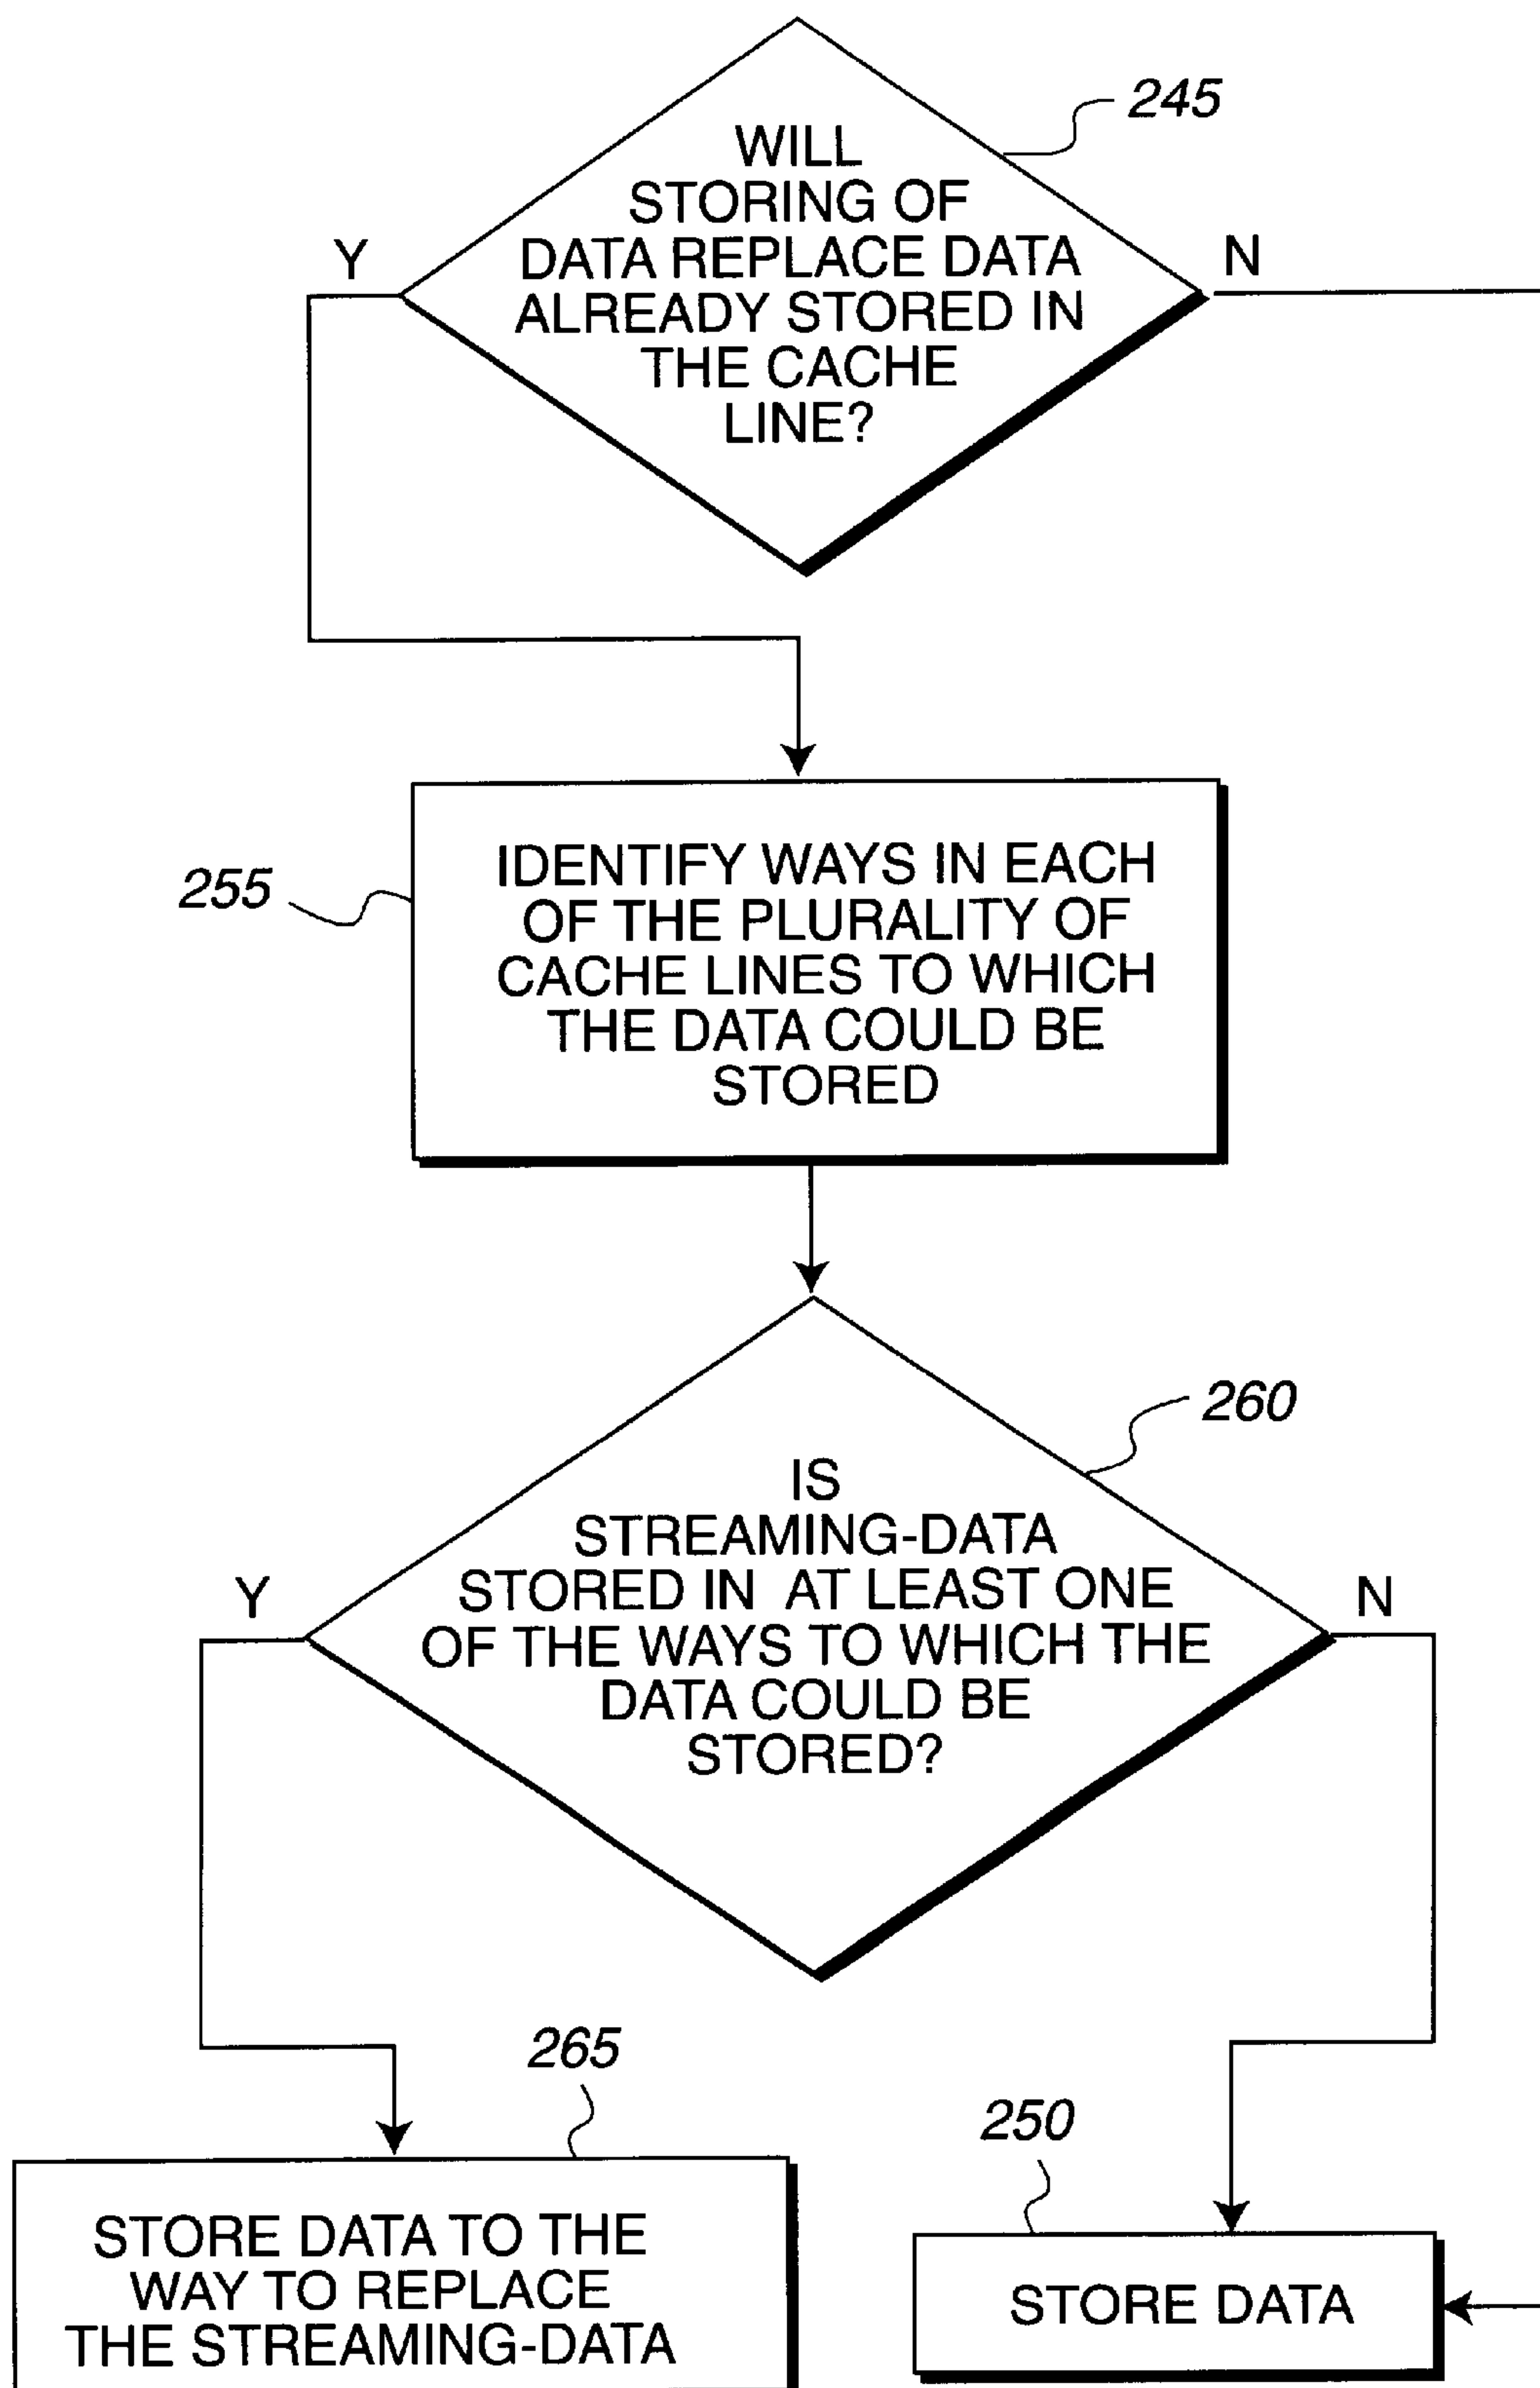 245
WILL
STORING OF
DATA REPLACE DATA
ALREADY STORED IN
THE CACHE
LINE?
Y
N
255
IDENTIFY WAYS IN EACH
OF THE PLURALITY OF
CACHE LINES TO WHICH
THE DATA COULD BE
STORED
260
IS
STREAMING-DATA
STORED IN AT LEAST ONE
OF THE WAYS TO WHICH THE
DATA COULD BE
STORED?
Y
N
265
STORE DATA TO THE
WAY TO REPLACE
THE STREAMING-DATA
250
STORE DATA